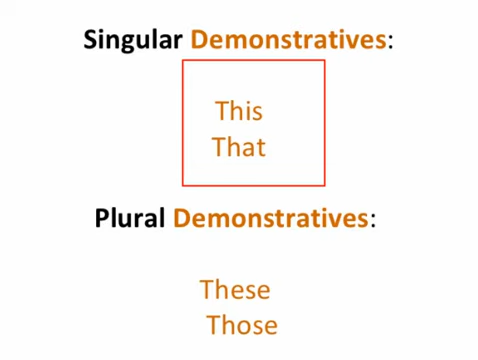 Singular Demonstratives:
This
That
Plural Demonstratives:
These
Those